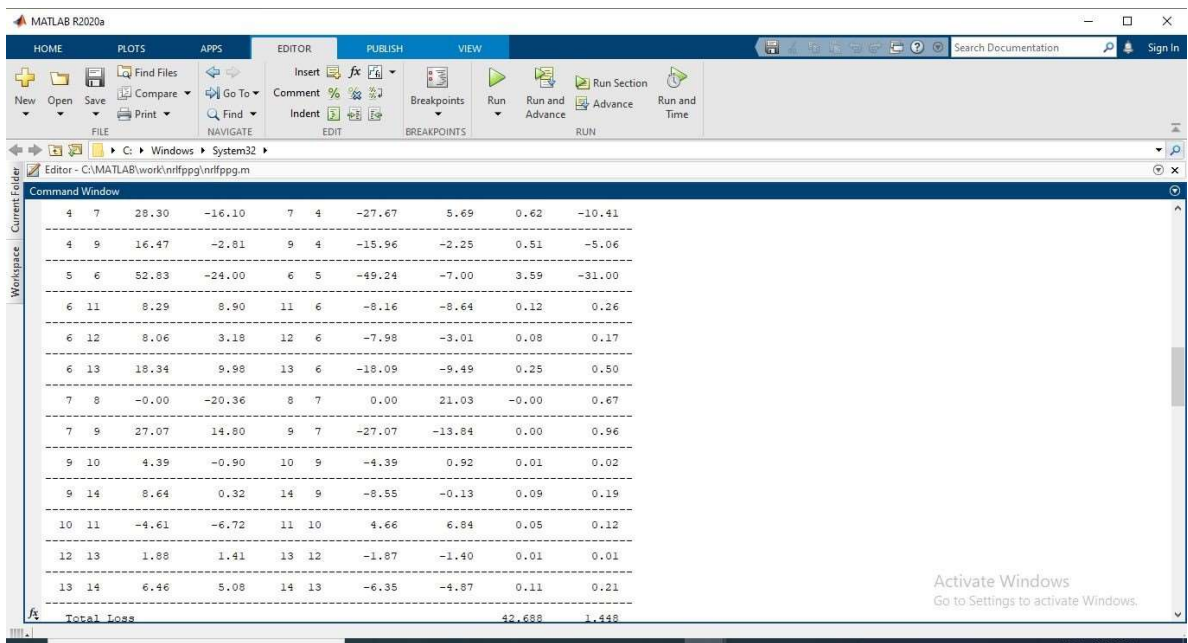 MATLAB R2020a
HOME PLOTS APPS EDITOR PUBLISH VIEW Search Documentation Sign In
New Open Save Find Files Compare Print Go To Find Insert fx Comment % Indent Breakpoints Run Run and Advance Run Section Advance Run and Time
FILE NAVIGATE EDIT BREAKPOINTS RUN
C: Windows System32
Editor - C:\MATLAB\work\nrlfppg\nrlfppg.m
Current Folder
Workspace
Command Window
4 7 28.30 -16.10 7 4 -27.67 5.69 0.62 -10.41
4 9 16.47 -2.81 9 4 -15.96 -2.25 0.51 -5.06
5 6 52.83 -24.00 6 5 -49.24 -7.00 3.59 -31.00
6 11 8.29 8.90 11 6 -8.16 -8.64 0.12 0.26
6 12 8.06 3.18 12 6 -7.98 -3.01 0.08 0.17
6 13 18.34 9.98 13 6 -18.09 -9.49 0.25 0.50
7 8 -0.00 -20.36 8 7 0.00 21.03 -0.00 0.67
7 9 27.07 14.80 9 7 -27.07 -13.84 0.00 0.96
9 10 4.39 -0.90 10 9 -4.39 0.92 0.01 0.02
9 14 8.64 0.32 14 9 -8.55 -0.13 0.09 0.19
10 11 -4.61 -6.72 11 10 4.66 6.84 0.05 0.12
12 13 1.88 1.41 13 12 -1.87 -1.40 0.01 0.01
13 14 6.46 5.08 14 13 -6.35 -4.87 0.11 0.21
fx Total Loss 42.688 1.448
Activate Windows
Go to Settings to activate Windows.